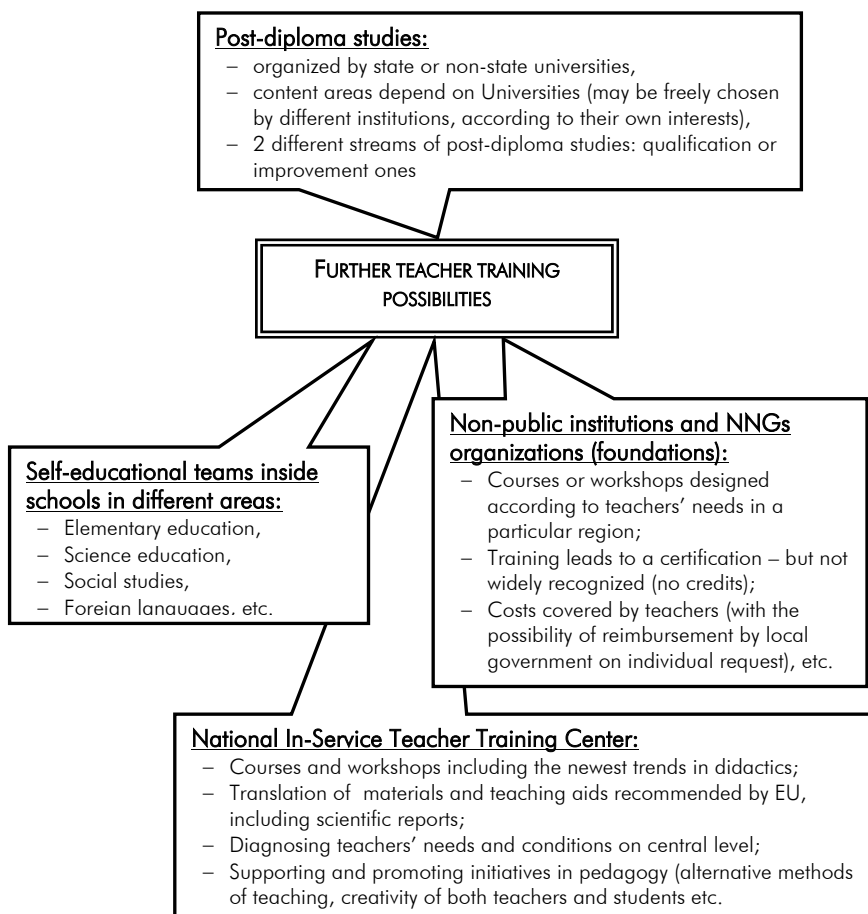 Post-diploma studies:
– organized by state or non-state universities,
– content areas depend on Universities (may be freely chosen
by different institutions, according to their own interests),
– 2 different streams of post-diploma studies: qualification or
improvement ones
FURTHER TEACHER TRAINING
POSSIBILITIES
Self-educational teams inside
schools in different areas:
– Elementary education,
– Science education,
– Social studies,
– Foreign languages, etc.
Non-public institutions and NNGs
organizations (foundations):
– Courses or workshops designed
according to teachers’ needs in a
particular region;
– Training leads to a certification – but not
widely recognized (no credits);
– Costs covered by teachers (with the
possibility of reimbursement by local
government on individual request), etc.
National In-Service Teacher Training Center:
– Courses and workshops including the newest trends in didactics;
– Translation of materials and teaching aids recommended by EU,
including scientific reports;
– Diagnosing teachers’ needs and conditions on central level;
– Supporting and promoting initiatives in pedagogy (alternative methods
of teaching, creativity of both teachers and students etc.